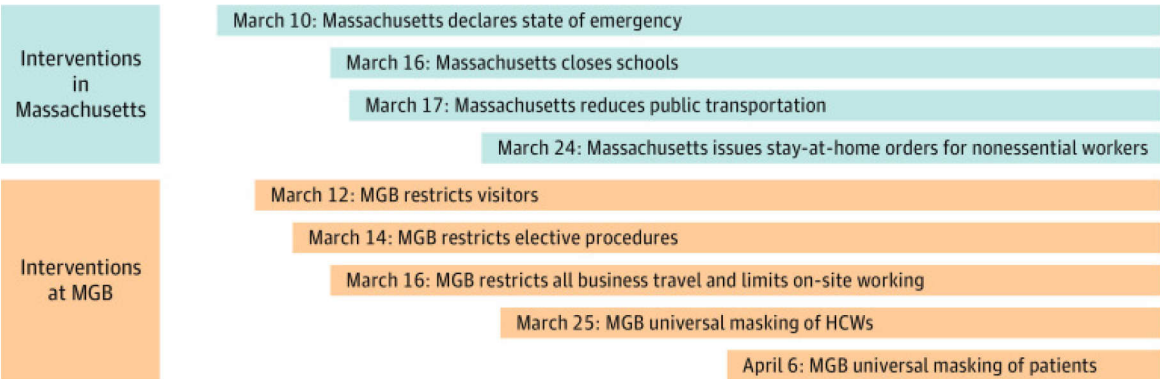 Interventions
in
Massachusetts
March 10: Massachusetts declares state of emergency
March 16: Massachusetts closes schools
March 17: Massachusetts reduces public transportation
March 24: Massachusetts issues stay-at-home orders for nonessential workers
Interventions
at MGB
March 12: MGB restricts visitors
March 14: MGB restricts elective procedures
March 16: MGB restricts all business travel and limits on-site working
March 25: MGB universal masking of HCWs
April 6: MGB universal masking of patients